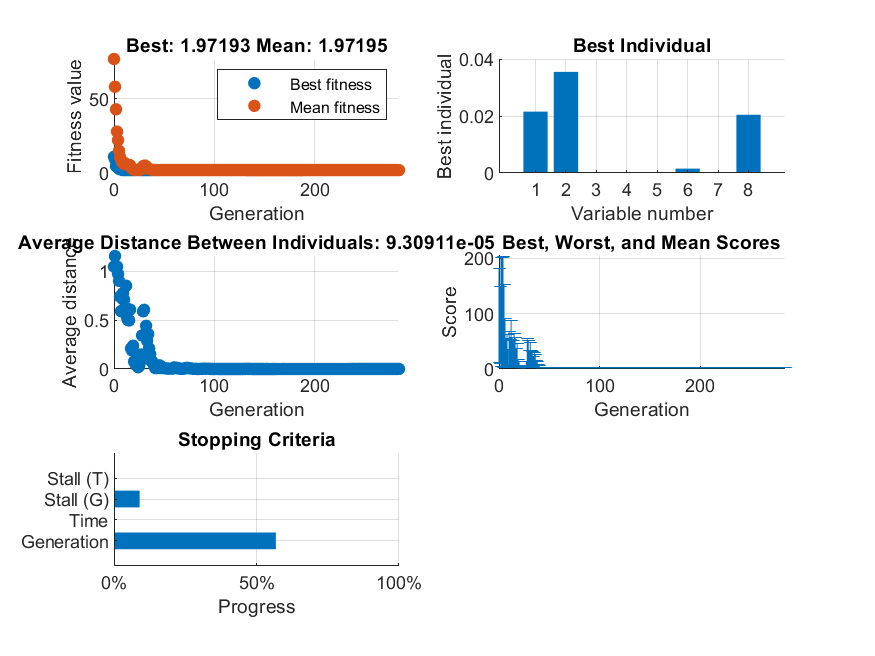 Best: 1.97193 Mean: 1.97195
Fitness value
50
0
0 100 200
Generation
Best fitness
Mean fitness
Best Individual
Best individual
0.04
0.02
0
1 2 3 4 5 6 7 8
Variable number
Average Distance Between Individuals: 9.30911e-05
Average distance
1
0.5
0
0 100 200
Generation
Best, Worst, and Mean Scores
Score
200
100
0
0 100 200
Generation
Stopping Criteria
Stall (T)
Stall (G)
Time
Generation
0% 50% 100%
Progress